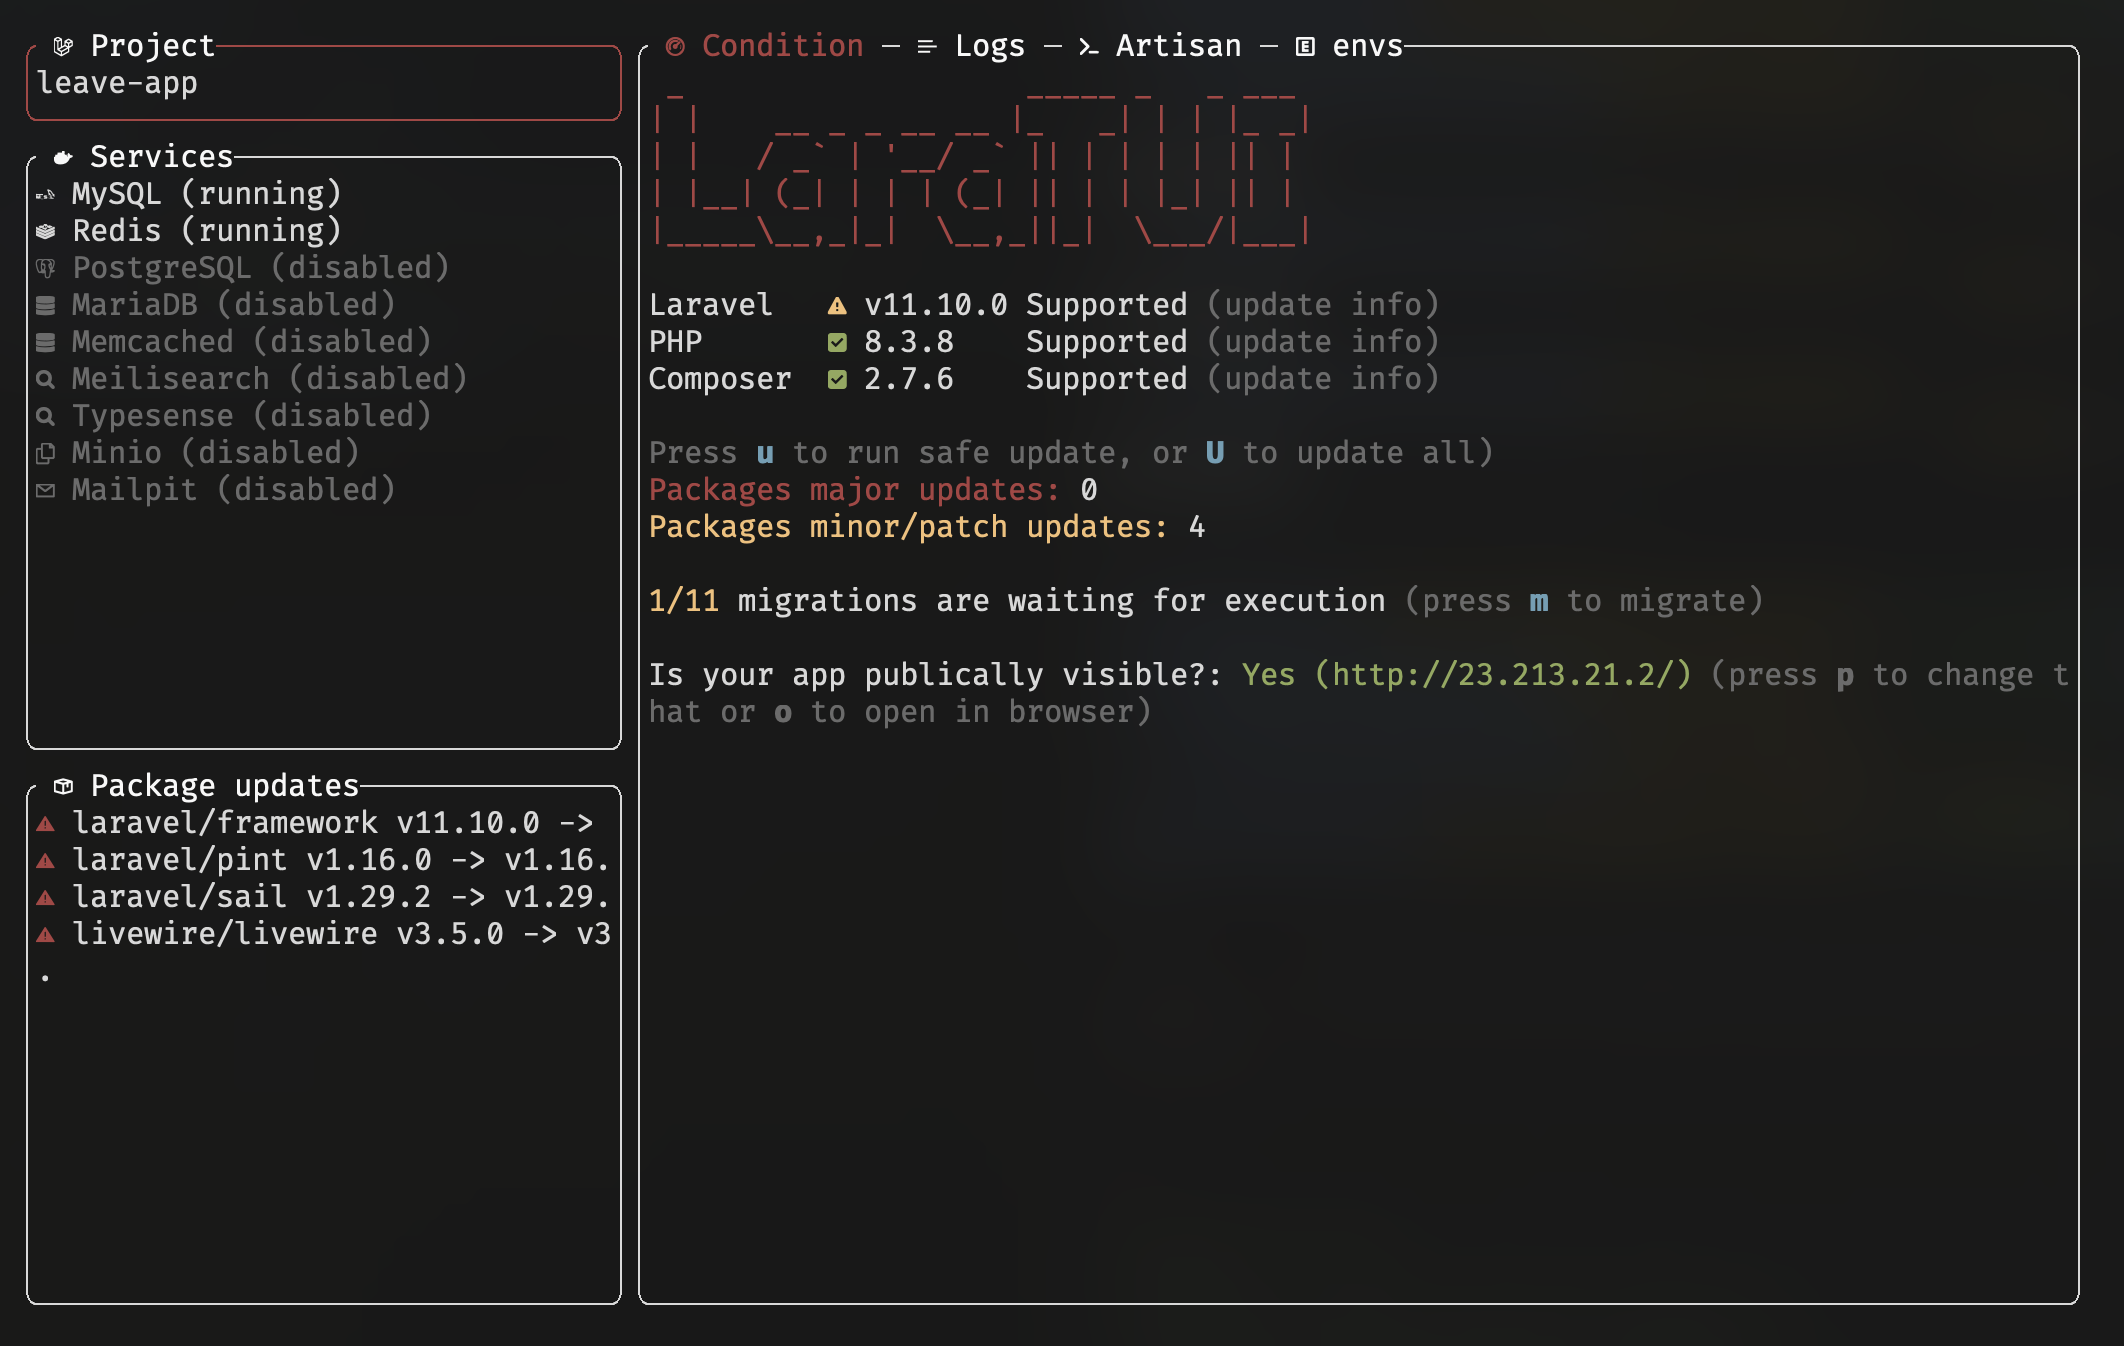 Project
leave-app
Services
MySQL (running)
Redis (running)
PostgreSQL (disabled)
MariaDB (disabled)
Memcached (disabled)
Meilisearch (disabled)
Typesense (disabled)
Minio (disabled)
Mailpit (disabled)
Package updates
laravel/framework v11.10.0 ->
laravel/pint v1.16.0 -> v1.16.
laravel/sail v1.29.2 -> v1.29.
livewire/livewire v3.5.0 -> v3
.
Condition — Logs — Artisan — envs
LaraTUI
Laravel v11.10.0 Supported (update info)
PHP 8.3.8 Supported (update info)
Composer 2.7.6 Supported (update info)
Press u to run safe update, or U to update all)
Packages major updates: 0
Packages minor/patch updates: 4
1/11 migrations are waiting for execution (press m to migrate)
Is your app publically visible?: Yes (http://23.213.21.2/) (press p to change t
hat or o to open in browser)